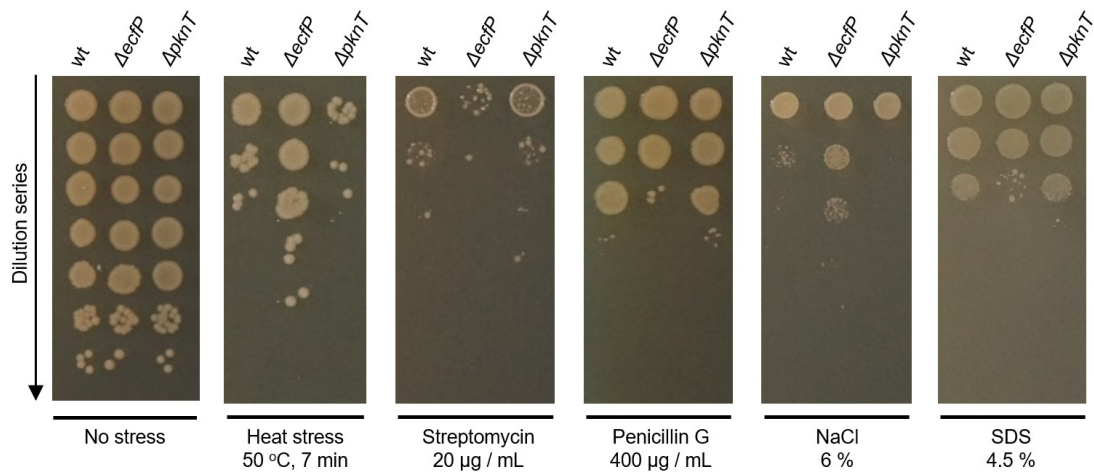 wt ΔecfP ΔpknT wt ΔecfP ΔpknT wt ΔecfP ΔpknT wt ΔecfP ΔpknT wt ΔecfP ΔpknT wt ΔecfP ΔpknT
Dilution series
No stress
Heat stress
50 ºC, 7 min
Streptomycin
20 µg / mL
Penicillin G
400 µg / mL
NaCl
6 %
SDS
4.5 %